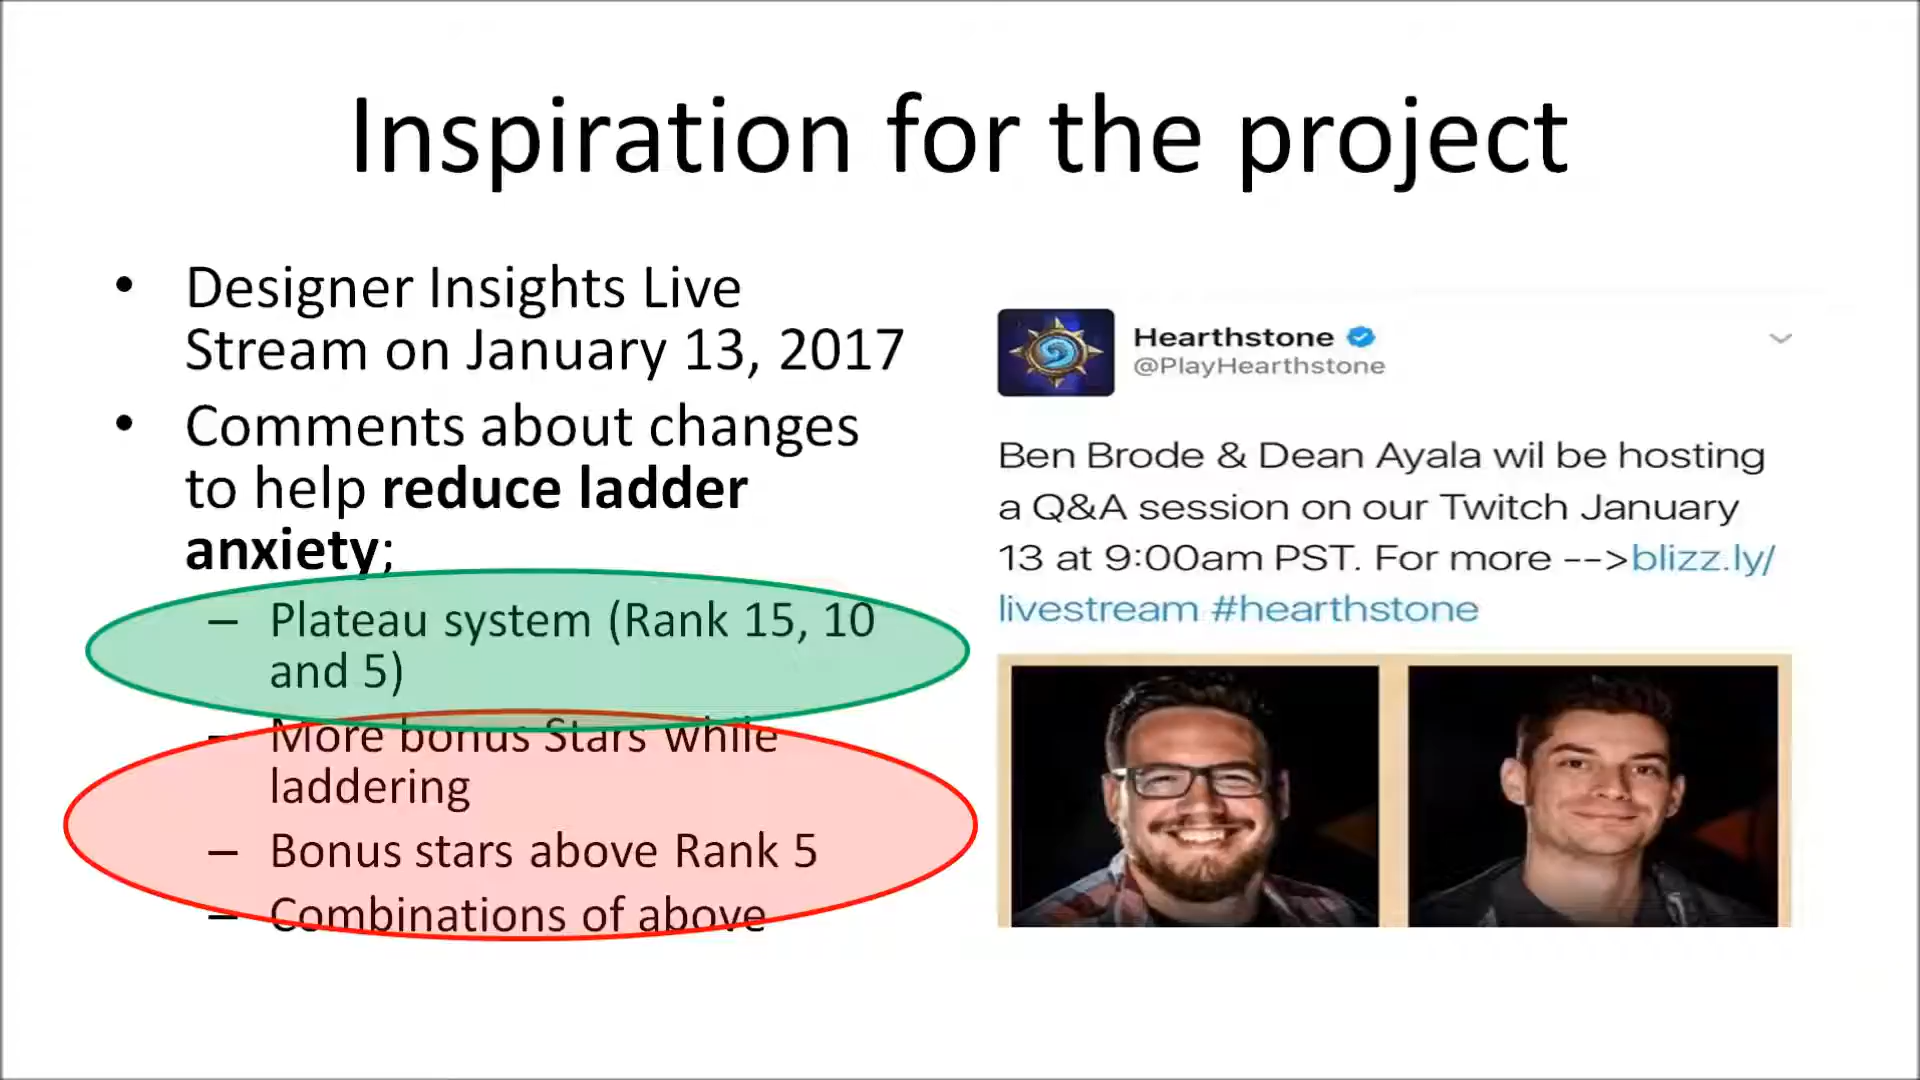 Inspiration for the project
• Designer Insights Live
Stream on January 13, 2017
• Comments about changes
to help reduce ladder
anxiety;
– Plateau system (Rank 15, 10
and 5)
– More bonus Stars while
laddering
– Bonus stars above Rank 5
– Combinations of above
Hearthstone
@PlayHearthstone
Ben Brode & Dean Ayala wil be hosting
a Q&A session on our Twitch January
13 at 9:00am PST. For more -->blizz.ly/
livestream #hearthstone